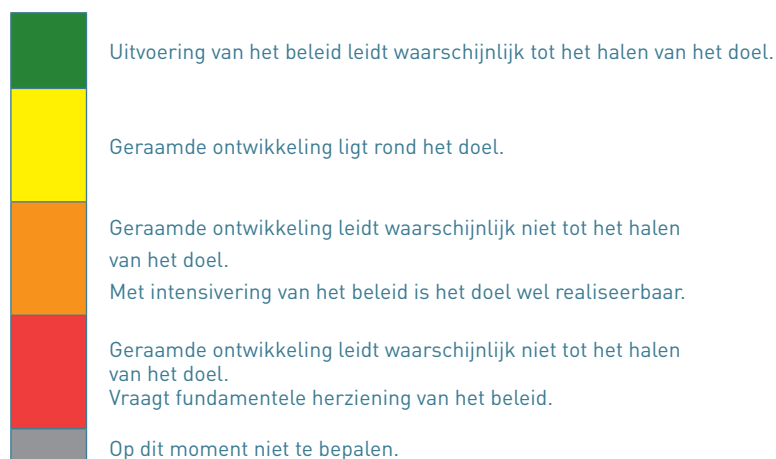 Uitvoering van het beleid leidt waarschijnlijk tot het halen van het doel.
Geraamde ontwikkeling ligt rond het doel.
Geraamde ontwikkeling leidt waarschijnlijk niet tot het halen
van het doel.
Met intensivering van het beleid is het doel wel realiseerbaar.
Geraamde ontwikkeling leidt waarschijnlijk niet tot het halen
van het doel.
Vraagt fundamentele herziening van het beleid.
Op dit moment niet te bepalen.